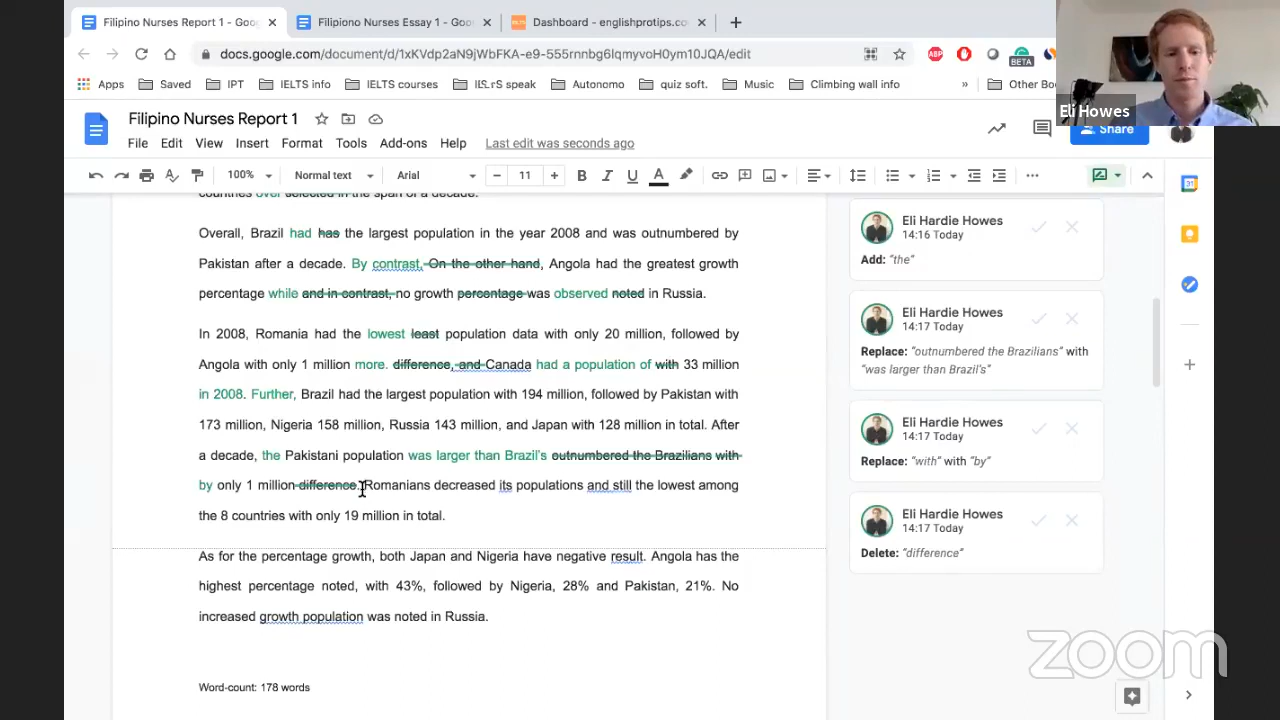 Filipino Nurses Report 1 - Goo
Filipiono Nurses Essay 1 - Goo
Dashboard - englishprotips.co
docs.google.com/document/d/1xKVdp2aN9jWbFKA-e9-555rnnbg6lqmyvoH0ym10JQA/edit
ABP
BETA
Apps
Saved
IPT
IELTS info
IELTS courses
speak
Autonomo
quiz soft.
Music
Climbing wall info
»
Other Boo
Eli Howes
Filipino Nurses Report 1
Share
File Edit View Insert Format Tools Add-ons Help Last edit was seconds ago
100% Normal text Arial 11 B I U A
countries over selected in the span of a decade.
Overall, Brazil had has the largest population in the year 2008 and was outnumbered by
Pakistan after a decade. By contrast, On the other hand, Angola had the greatest growth
percentage while and in contrast, no growth percentage was observed noted in Russia.
In 2008, Romania had the lowest least population data with only 20 million, followed by
Angola with only 1 million more. difference, and Canada had a population of with 33 million
in 2008. Further, Brazil had the largest population with 194 million, followed by Pakistan with
173 million, Nigeria 158 million, Russia 143 million, and Japan with 128 million in total. After
a decade, the Pakistani population was larger than Brazil's outnumbered the Brazilians with
by only 1 million difference. Romanians decreased its populations and still the lowest among
the 8 countries with only 19 million in total.
As for the percentage growth, both Japan and Nigeria have negative result. Angola has the
highest percentage noted, with 43%, followed by Nigeria, 28% and Pakistan, 21%. No
increased growth population was noted in Russia.
Word-count: 178 words
Eli Hardie Howes
14:16 Today
Add: "the"
Eli Hardie Howes
14:17 Today
Replace: "outnumbered the Brazilians" with
"was larger than Brazil's"
Eli Hardie Howes
14:17 Today
Replace: "with" with "by"
Eli Hardie Howes
14:17 Today
Delete: "difference"
31
zoom